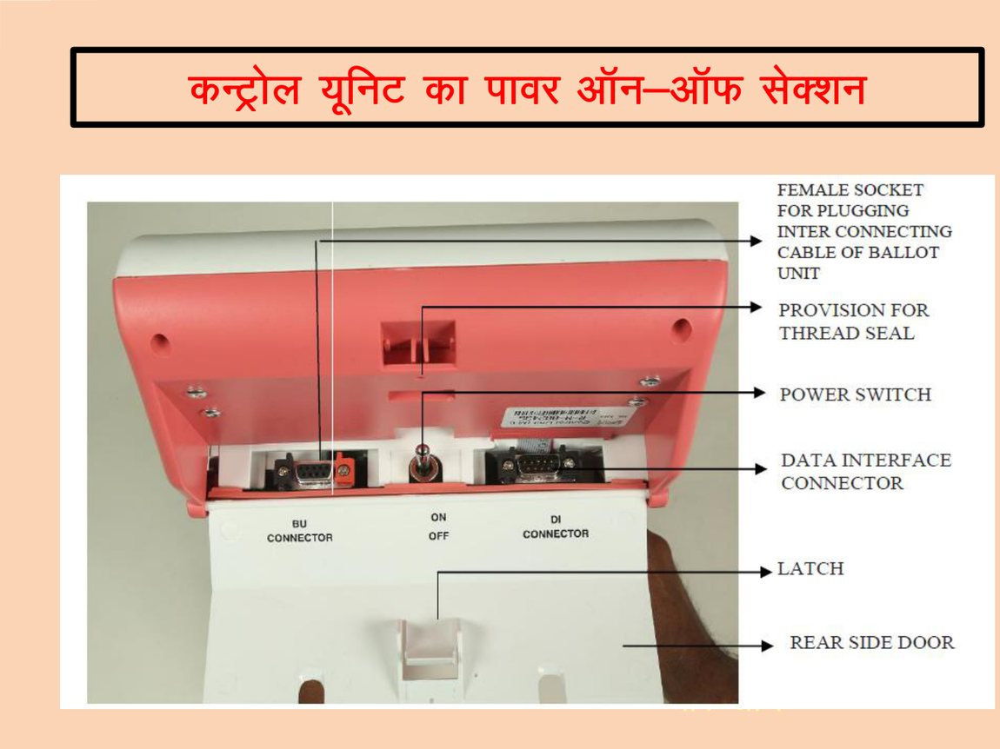 कन्ट्रोल यूनिट का पावर ऑन–ऑफ सेक्शन
FEMALE SOCKET
FOR PLUGGING
INTER CONNECTING
CABLE OF BALLOT
UNIT
PROVISION FOR
THREAD SEAL
POWER SWITCH
DATA INTERFACE
CONNECTOR
LATCH
REAR SIDE DOOR
BU
CONNECTOR
ON
OFF
DI
CONNECTOR